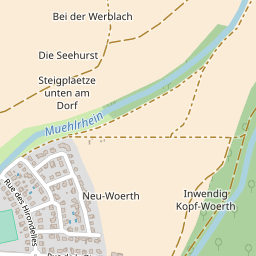 Bei der Werblach
Die Seehurst
Steigplaetze
unten am
Dorf
Muehlrhein
Rue des Hirondelles
Neu-Woerth
Inwendig-
Kopf-Woerth